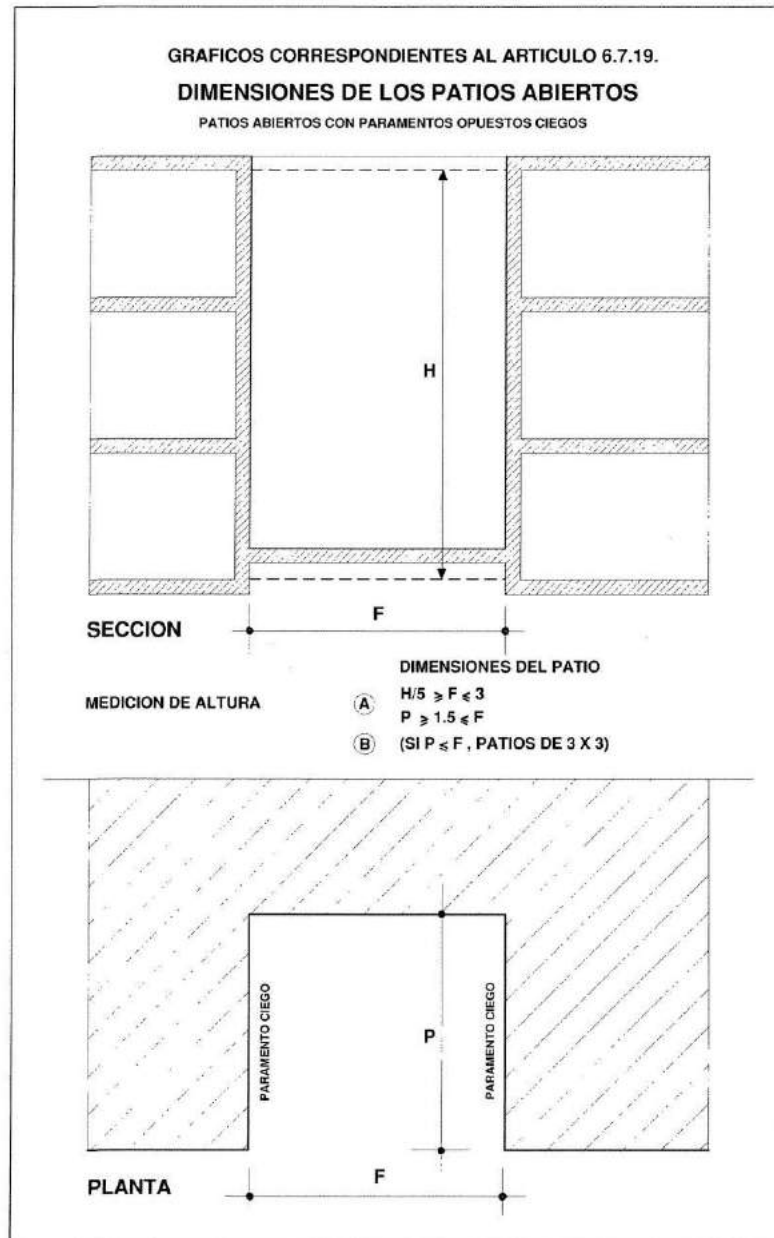 GRAFICOS CORRESPONDIENTES AL ARTICULO 6.7.19.
DIMENSIONES DE LOS PATIOS ABIERTOS
PATIOS ABIERTOS CON PARAMENTOS OPUESTOS CIEGOS
H
F
SECCION
DIMENSIONES DEL PATIO
MEDICION DE ALTURA
A H/5 ⩾ F ⩽ 3
P ⩾ 1.5 ⩽ F
B (SI P ⩽ F , PATIOS DE 3 X 3)
PARAMENTO CIEGO
P
PARAMENTO CIEGO
F
PLANTA